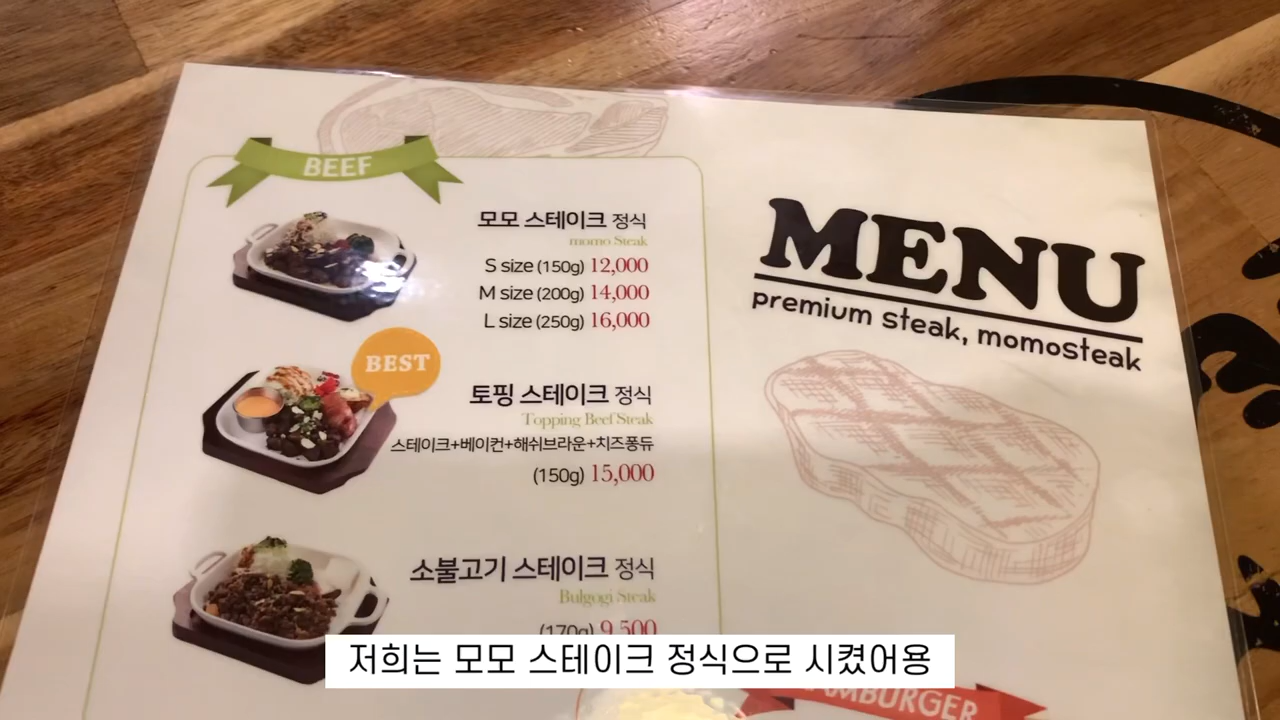 BEEF
모모 스테이크 정식
momo Steak
S size (150g) 12,000
M size (200g) 14,000
L size (250g) 16,000
BEST
토핑 스테이크 정식
Topping Beef Steak
스테이크+베이컨+해쉬브라운+치즈퐁듀
(150g) 15,000
소불고기 스테이크 정식
Bulgogi Steak
(170g) 9,500
MENU
premium steak, momosteak
저희는 모모 스테이크 정식으로 시켰어용
HAMBURGER